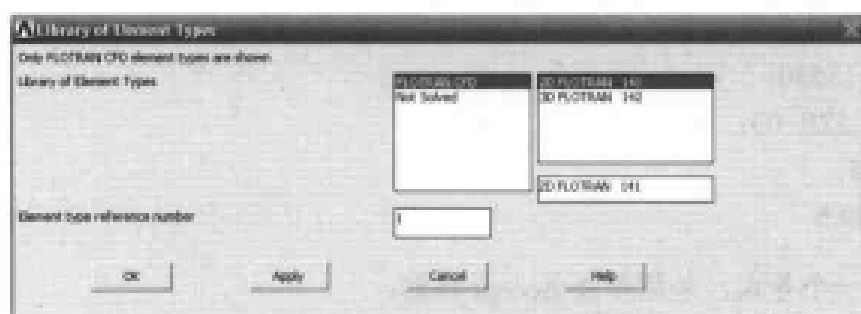 Library of Element Types
Only FLOTRAN CFD element types are shown
Library of Element Types
FLOTRAN CFD
Not Solved
2D FLOTRAN 141
3D FLOTRAN 142
2D FLOTRAN 141
Element type reference number
1
OK
Apply
Cancel
Help